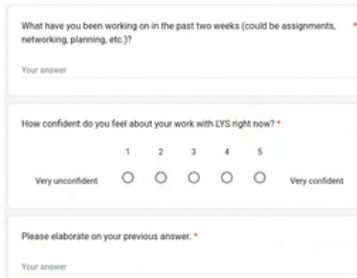 What have you been working on in the past two weeks (could be assignments, *
networking, planning, etc.)?
Your answer
How confident do you feel about your work with LYS right now? *
1 2 3 4 5
Very unconfident Very confident
Please elaborate on your previous answer. *
Your answer